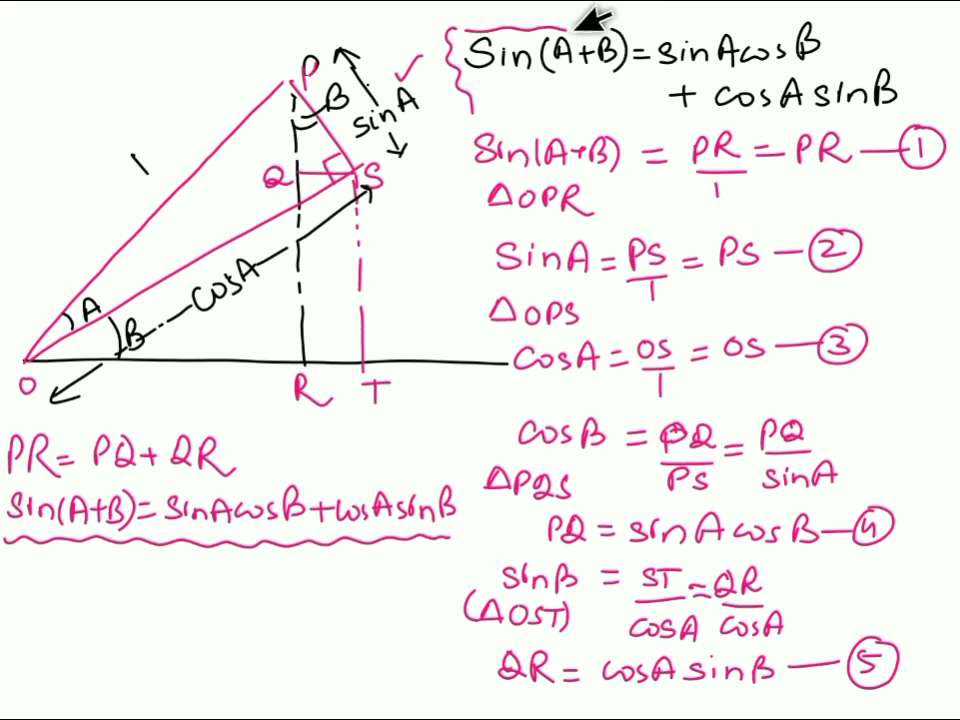 P
B
sinA
1
Q
S
A
cosA
B
O
R
T
PR = PQ + QR
sin(A+B) = sinAcosB + cosAsinB
Sin(A+B) = sinAcosB
+ cosAsinB
Sin(A+B) = PR/1 = PR — ①
ΔOPR
SinA = PS/1 = PS — ②
ΔOPS
cosA = OS/1 = OS — ③
cosB = PQ/PS = PQ/sinA
ΔPQS
PQ = sinAcosB — ④
sinB = ST/cosA = QR/cosA
(ΔOST)
QR = cosAsinB — ⑤